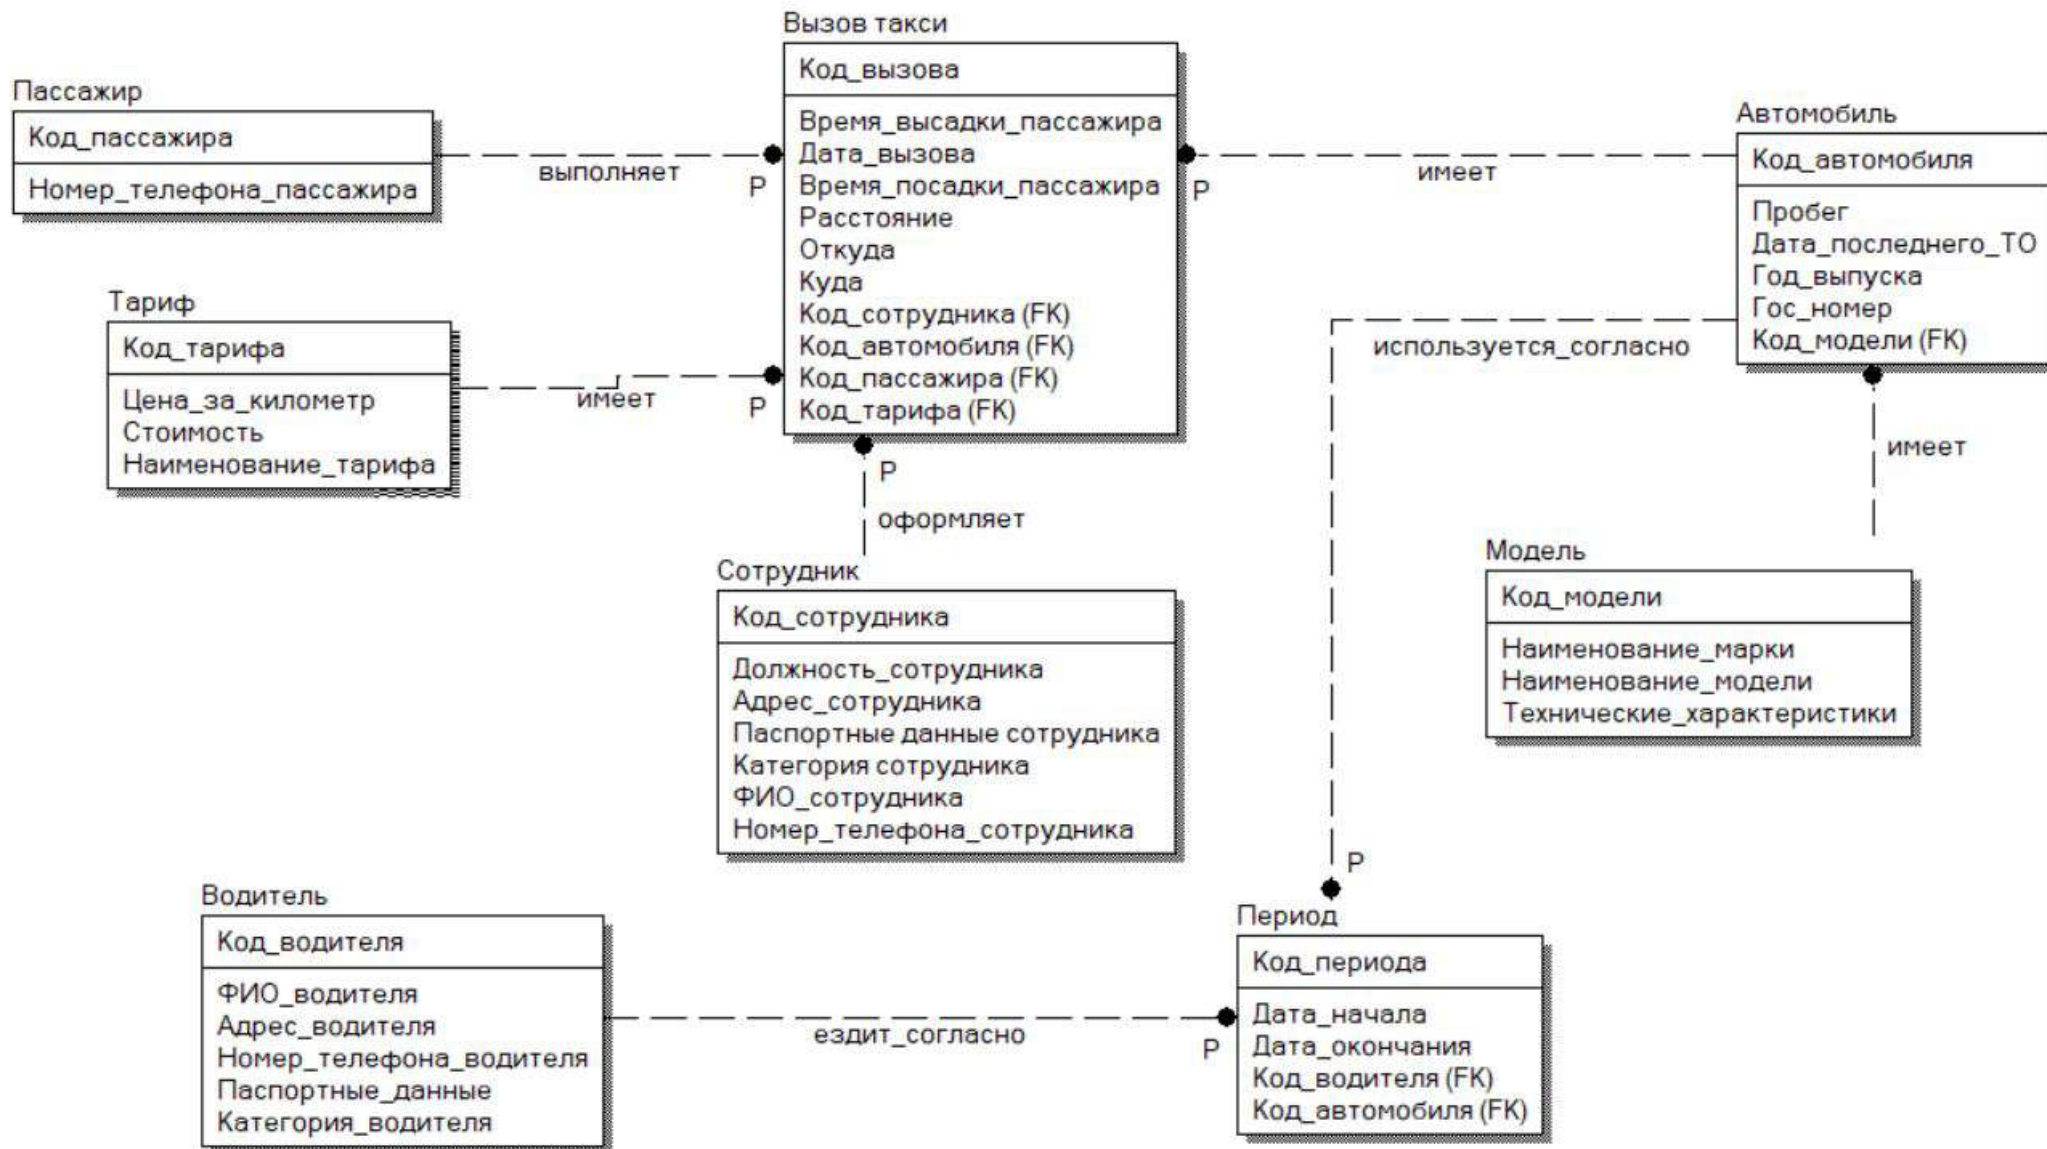 Вызов такси
Код_вызова
Время_высадки_пассажира
Дата_вызова
Время_посадки_пассажира
Расстояние
Откуда
Куда
Код_сотрудника (FK)
Код_автомобиля (FK)
Код_пассажира (FK)
Код_тарифа (FK)
Пассажир
Код_пассажира
Номер_телефона_пассажира
выполняет
P
имеет
P
Автомобиль
Код_автомобиля
Пробег
Дата_последнего_ТО
Год_выпуска
Гос_номер
Код_модели (FK)
Тариф
Код_тарифа
Цена_за_километр
Стоимость
Наименование_тарифа
имеет
P
используется_согласно
P
имеет
P
оформляет
Модель
Код_модели
Наименование_марки
Наименование_модели
Технические_характеристики
Сотрудник
Код_сотрудника
Должность_сотрудника
Адрес_сотрудника
Паспортные данные сотрудника
Категория сотрудника
ФИО_сотрудника
Номер_телефона_сотрудника
Водитель
Код_водителя
ФИО_водителя
Адрес_водителя
Номер_телефона_водителя
Паспортные_данные
Категория_водителя
ездит_согласно
P
Период
Код_периода
Дата_начала
Дата_окончания
Код_водителя (FK)
Код_автомобиля (FK)